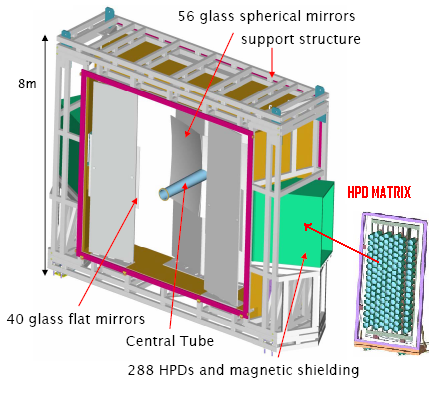 56 glass spherical mirrors
support structure
8m
HPD MATRIX
40 glass flat mirrors
Central Tube
288 HPDs and magnetic shielding